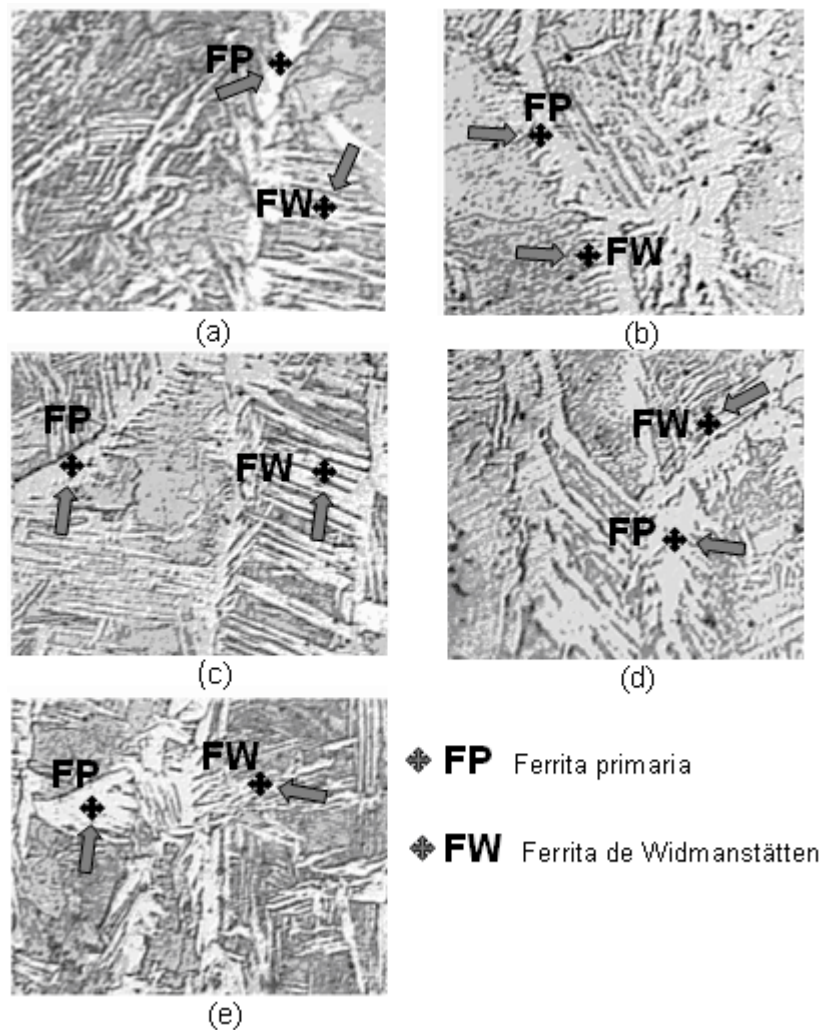 FP
FW
(a)
FP
FW
(b)
FP
FW
(c)
FW
FP
(d)
FP
FW
(e)
FP Ferrita primaria
FW Ferrita de Widmanstätten